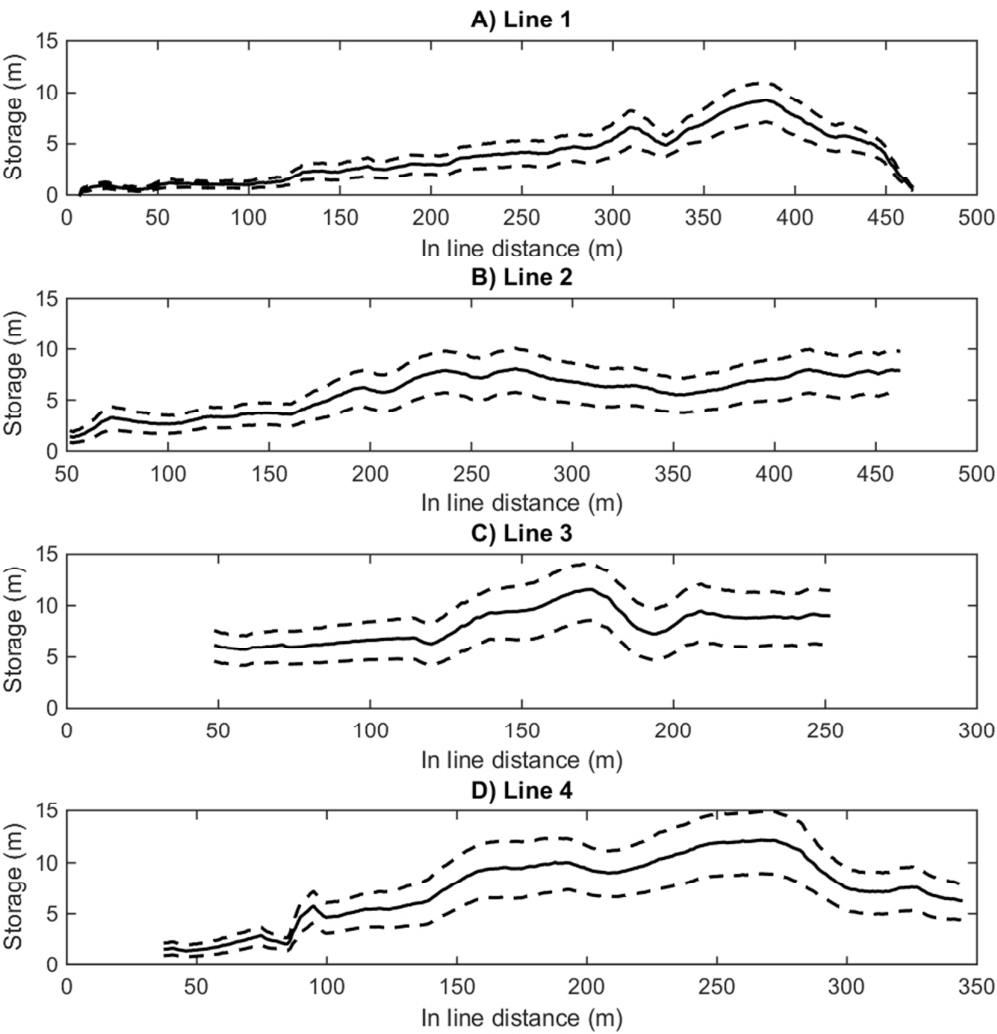 A) Line 1
Storage (m)
15
10
5
0
0 50 100 150 200 250 300 350 400 450 500
In line distance (m)
B) Line 2
Storage (m)
15
10
5
0
50 100 150 200 250 300 350 400 450 500
In line distance (m)
C) Line 3
Storage (m)
15
10
5
0
0 50 100 150 200 250 300
In line distance (m)
D) Line 4
Storage (m)
15
10
5
0
0 50 100 150 200 250 300 350
In line distance (m)